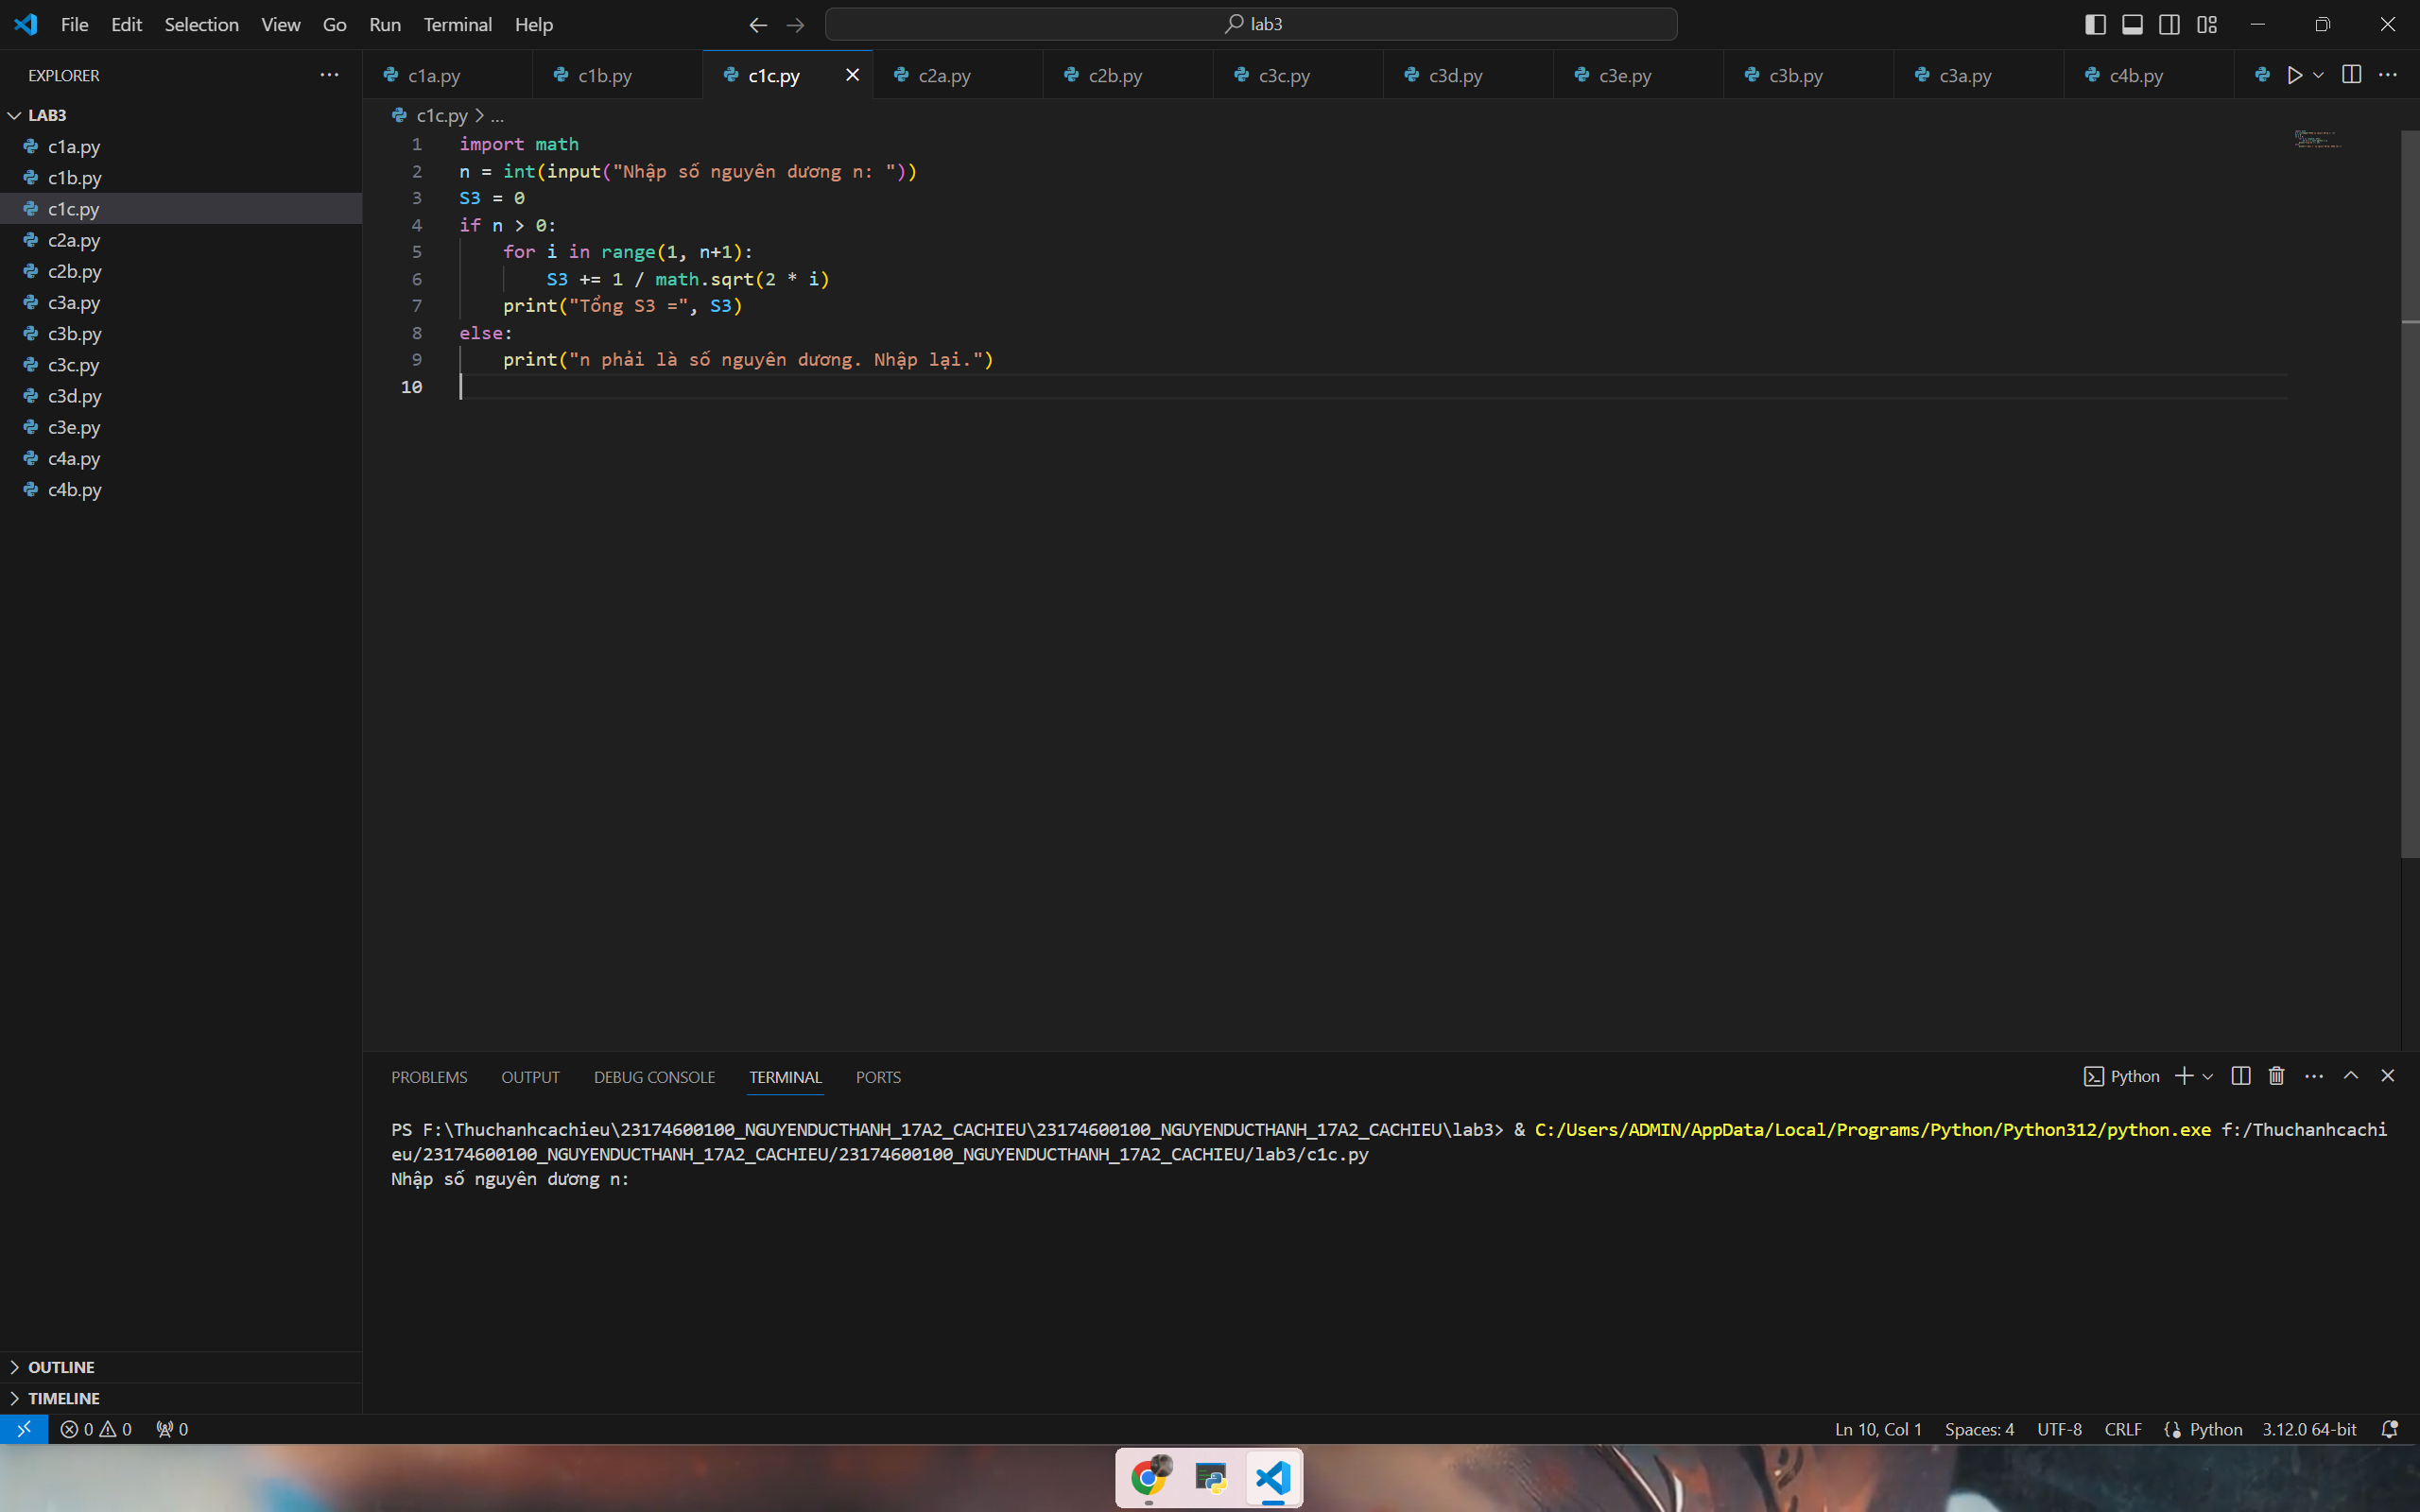 File Edit Selection View Go Run Terminal Help
lab3
EXPLORER
LAB3
c1a.py
c1b.py
c1c.py
c2a.py
c2b.py
c3a.py
c3b.py
c3c.py
c3d.py
c3e.py
c4a.py
c4b.py
OUTLINE
TIMELINE
c1a.py c1b.py c1c.py c2a.py c2b.py c3c.py c3d.py c3e.py c3b.py c3a.py c4b.py
c1c.py > ...
1 import math
2 n = int(input("Nhập số nguyên dương n: "))
3 S3 = 0
4 if n > 0:
5 for i in range(1, n+1):
6 S3 += 1 / math.sqrt(2 * i)
7 print("Tổng S3 =", S3)
8 else:
9 print("n phải là số nguyên dương. Nhập lại.")
10
PROBLEMS OUTPUT DEBUG CONSOLE TERMINAL PORTS
Python
PS F:\Thuchanhcachieu\23174600100_NGUYENDUCTHANH_17A2_CACHIEU\23174600100_NGUYENDUCTHANH_17A2_CACHIEU\lab3> & C:/Users/ADMIN/AppData/Local/Programs/Python/Python312/python.exe f:/Thuchanhcachi
eu/23174600100_NGUYENDUCTHANH_17A2_CACHIEU/23174600100_NGUYENDUCTHANH_17A2_CACHIEU/lab3/c1c.py
Nhập số nguyên dương n:
0 0 0
Ln 10, Col 1 Spaces: 4 UTF-8 CRLF Python 3.12.0 64-bit